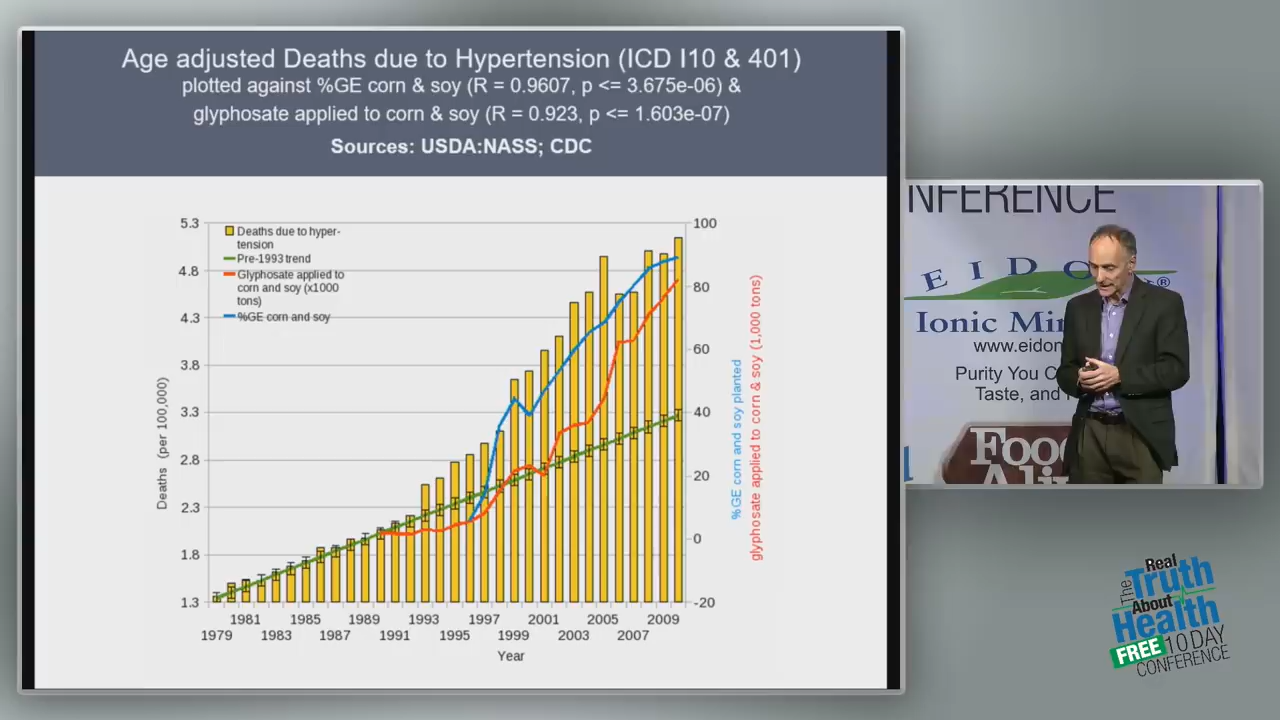 Age adjusted Deaths due to Hypertension (ICD I10 & 401)
plotted against %GE corn & soy (R = 0.9607, p <= 3.675e-06) &
glyphosate applied to corn & soy (R = 0.923, p <= 1.603e-07)
Sources: USDA:NASS; CDC
Deaths due to hyper-
tension
Pre-1993 trend
Glyphosate applied to
corn and soy (x1000
tons)
%GE corn and soy
5.3
4.8
4.3
3.8
3.3
2.8
2.3
1.8
1.3
Deaths (per 100,000)
100
80
60
40
20
0
-20
%GE corn and soy planted
glyphosate applied to corn & soy (1,000 tons)
1981 1985 1989 1993 1997 2001 2005 2009
1979 1983 1987 1991 1995 1999 2003 2007
Year
NFERENCE
EIDO
®
Ionic Mi
www.eidon
Purity You C
Taste, and
Foo
Aliv
The Real
Truth
About
Health
FREE 10 DAY
CONFERENCE